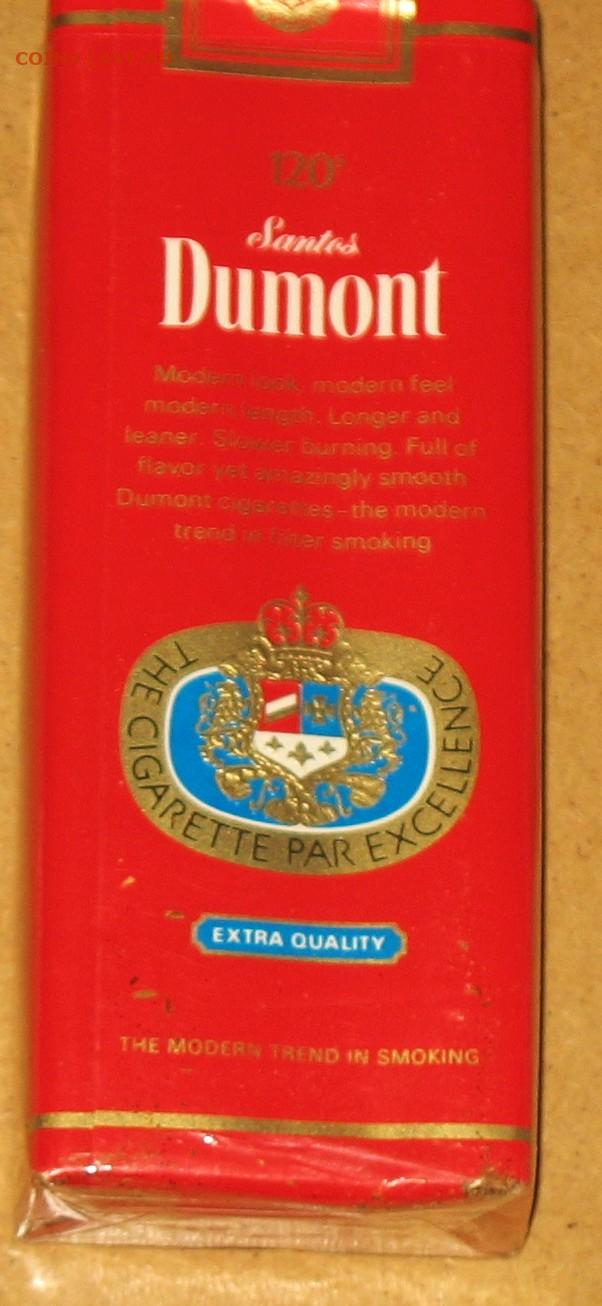 120s
Santos
Dumont
Modern look, modern feel
modern length. Longer and
leaner. Slower burning. Full of
flavor yet amazingly smooth
Dumont cigarettes-the modern
trend in filter smoking
THE CIGARETTE PAR EXCELLENCE
EXTRA QUALITY
THE MODERN TREND IN SMOKING